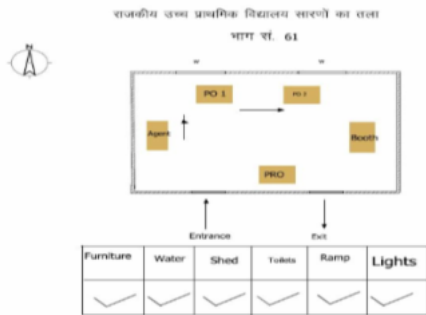 राजकीय उच्च प्राथमिक विद्यालय सारणों का तला
भाग सं. 61
N
W W
PO 1 PO 2
Agent Booth
PRO
Entrance Exit
Furniture Water Shed Toilets Ramp Lights